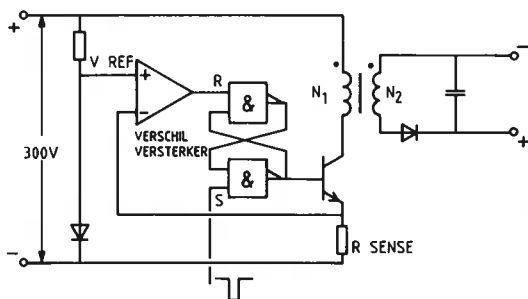 +
V REF
300V
+
-
R
&
VERSCHIL
VERSTERKER
&
S
N1
N2
-
+
R SENSE
-